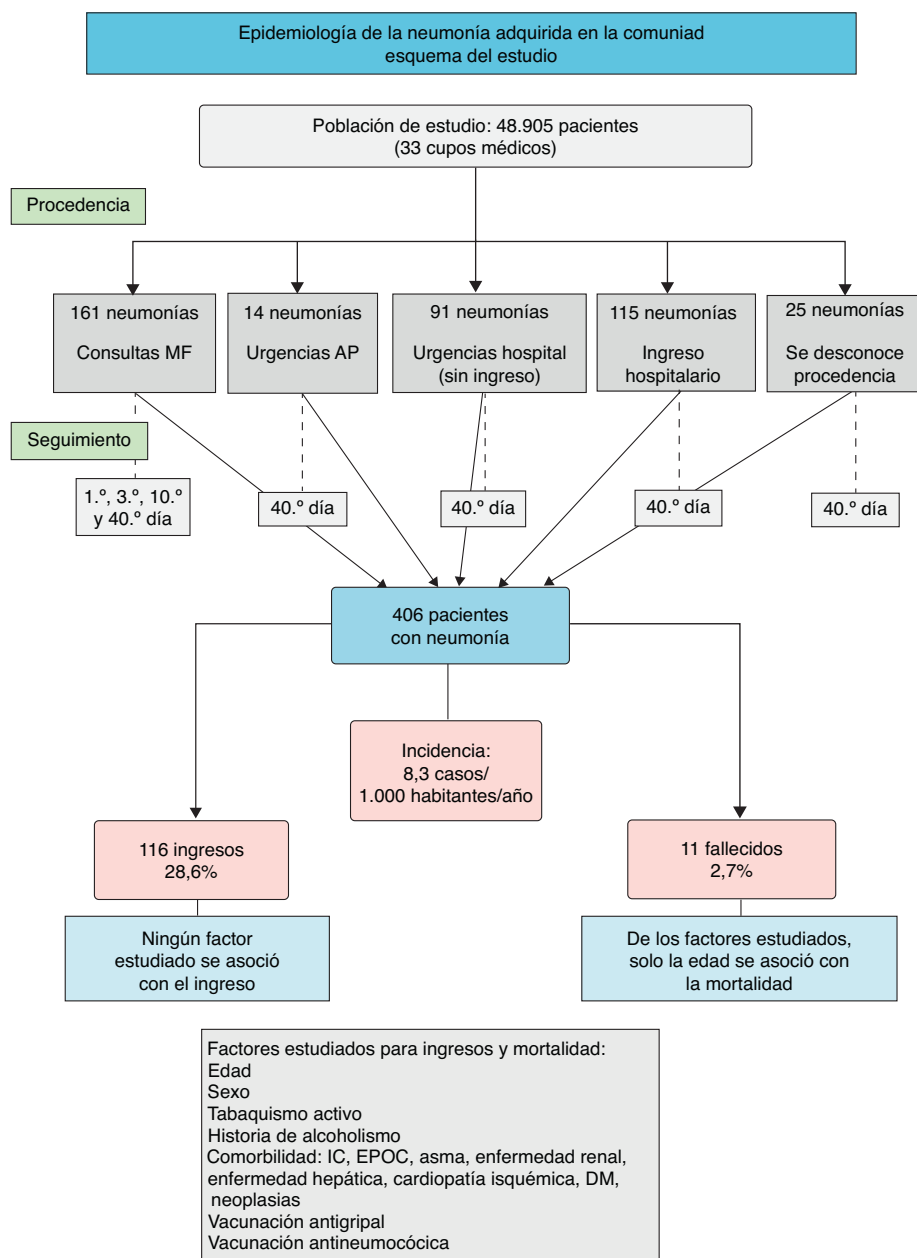 Epidemiología de la neumonía adquirida en la comuniad
esquema del estudio
Población de estudio: 48.905 pacientes
(33 cupos médicos)
Procedencia
161 neumonías
Consultas MF
14 neumonías
Urgencias AP
91 neumonías
Urgencias hospital
(sin ingreso)
115 neumonías
Ingreso
hospitalario
25 neumonías
Se desconoce
procedencia
Seguimiento
1.º, 3.º, 10.º
y 40.º día
40.º día
40.º día
40.º día
40.º día
406 pacientes
con neumonía
Incidencia:
8,3 casos/
1.000 habitantes/año
116 ingresos
28,6%
11 fallecidos
2,7%
Ningún factor
estudiado se asoció
con el ingreso
De los factores estudiados,
solo la edad se asoció con
la mortalidad
Factores estudiados para ingresos y mortalidad:
Edad
Sexo
Tabaquismo activo
Historia de alcoholismo
Comorbilidad: IC, EPOC, asma, enfermedad renal,
enfermedad hepática, cardiopatía isquémica, DM,
neoplasias
Vacunación antigripal
Vacunación antineumocócica